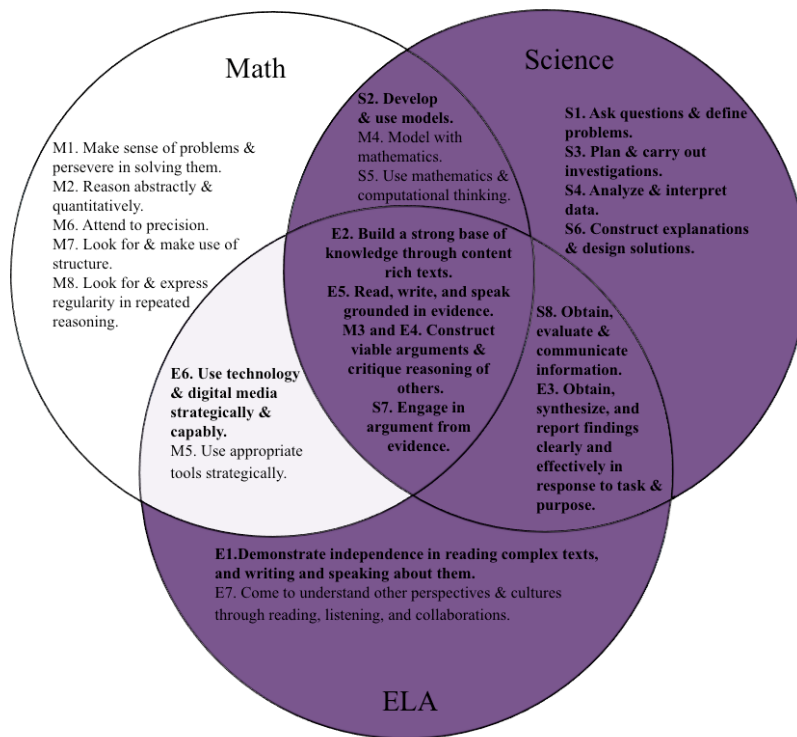 Math
Science
M1. Make sense of problems &
persevere in solving them.
M2. Reason abstractly &
quantitatively.
M6. Attend to precision.
M7. Look for & make use of
structure.
M8. Look for & express
regularity in repeated
reasoning.
S2. Develop
& use models.
M4. Model with
mathematics.
S5. Use mathematics &
computational thinking.
S1. Ask questions & define
problems.
S3. Plan & carry out
investigations.
S4. Analyze & interpret
data.
S6. Construct explanations
& design solutions.
E2. Build a strong base of
knowledge through content
rich texts.
E5. Read, write, and speak
grounded in evidence.
M3 and E4. Construct
viable arguments &
critique reasoning of
others.
S7. Engage in
argument from
evidence.
E6. Use technology
& digital media
strategically &
capably.
M5. Use appropriate
tools strategically.
S8. Obtain,
evaluate &
communicate
information.
E3. Obtain,
synthesize, and
report findings
clearly and
effectively in
response to task &
purpose.
E1.Demonstrate independence in reading complex texts,
and writing and speaking about them.
E7. Come to understand other perspectives & cultures
through reading, listening, and collaborations.
ELA